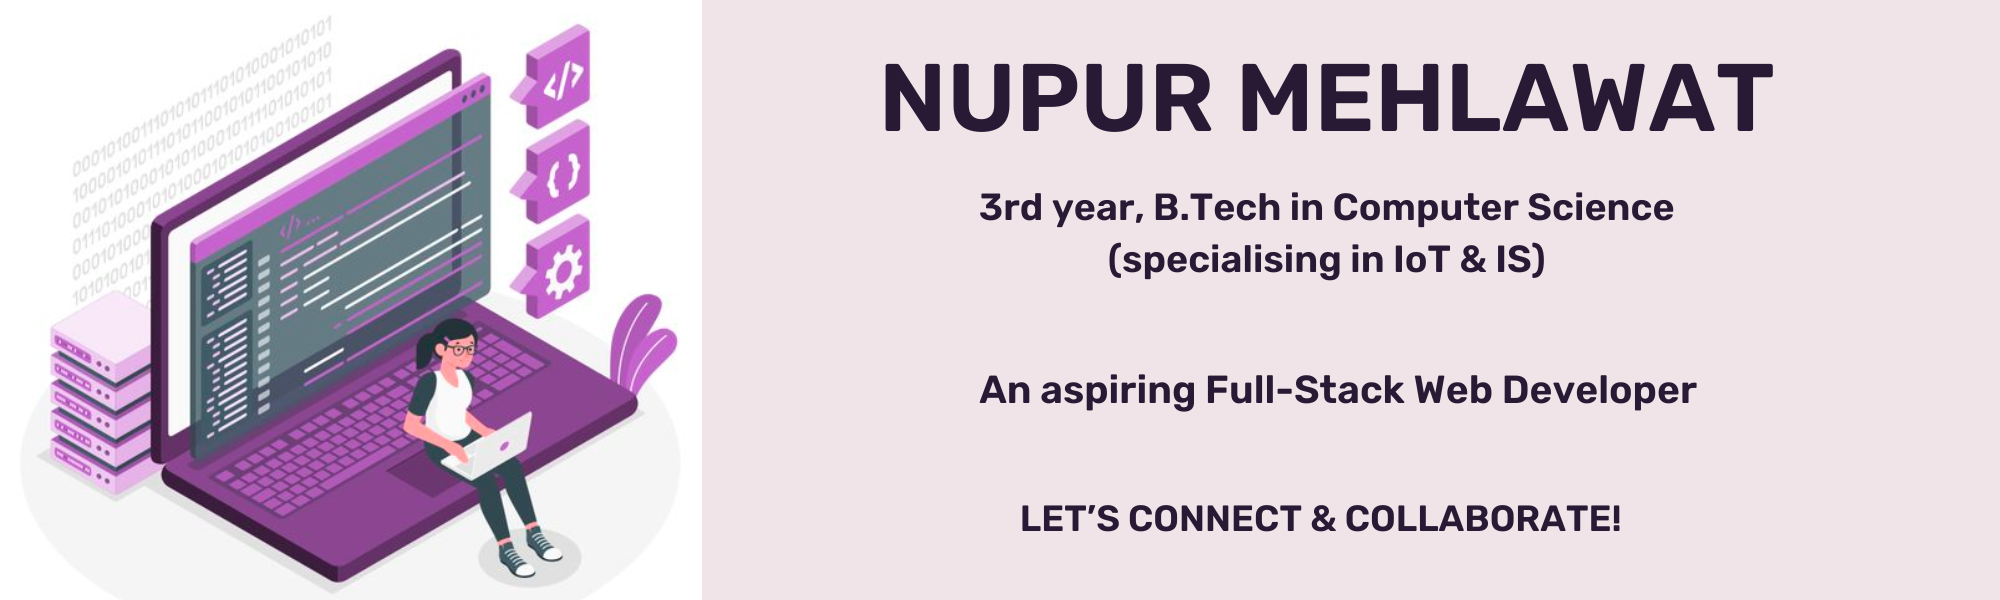 NUPUR MEHLAWAT
3rd year, B.Tech in Computer Science
(specialising in IoT & IS)
An aspiring Full-Stack Web Developer
LET'S CONNECT & COLLABORATE!